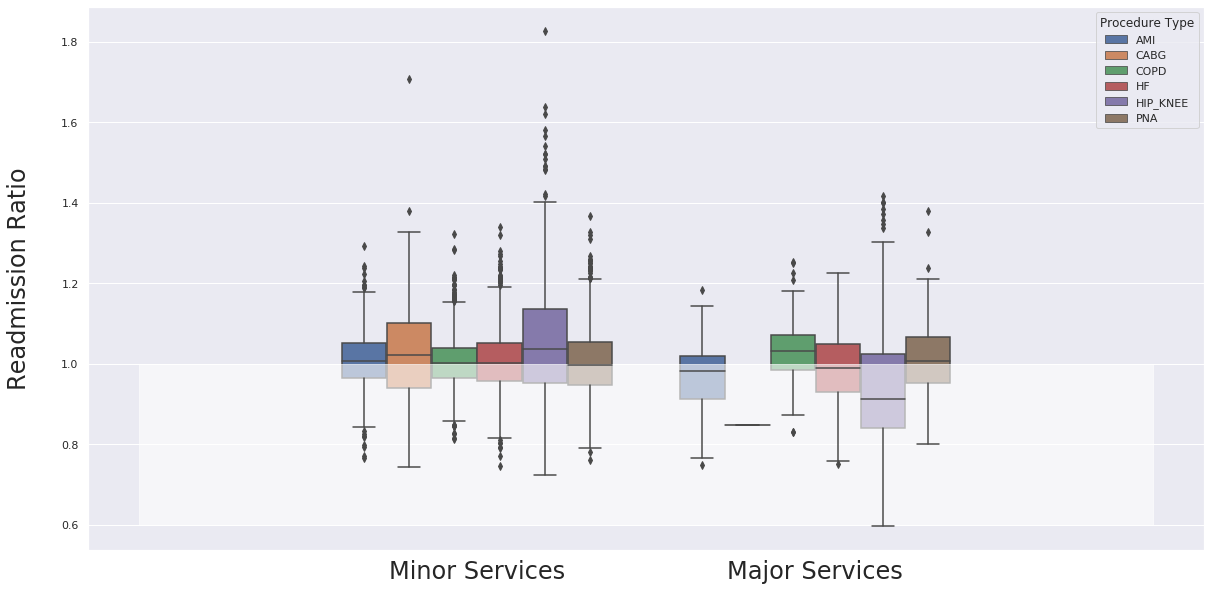 Procedure Type
AMI
CABG
COPD
HF
HIP_KNEE
PNA
Readmission Ratio
1.8
1.6
1.4
1.2
1.0
0.8
0.6
Minor Services
Major Services